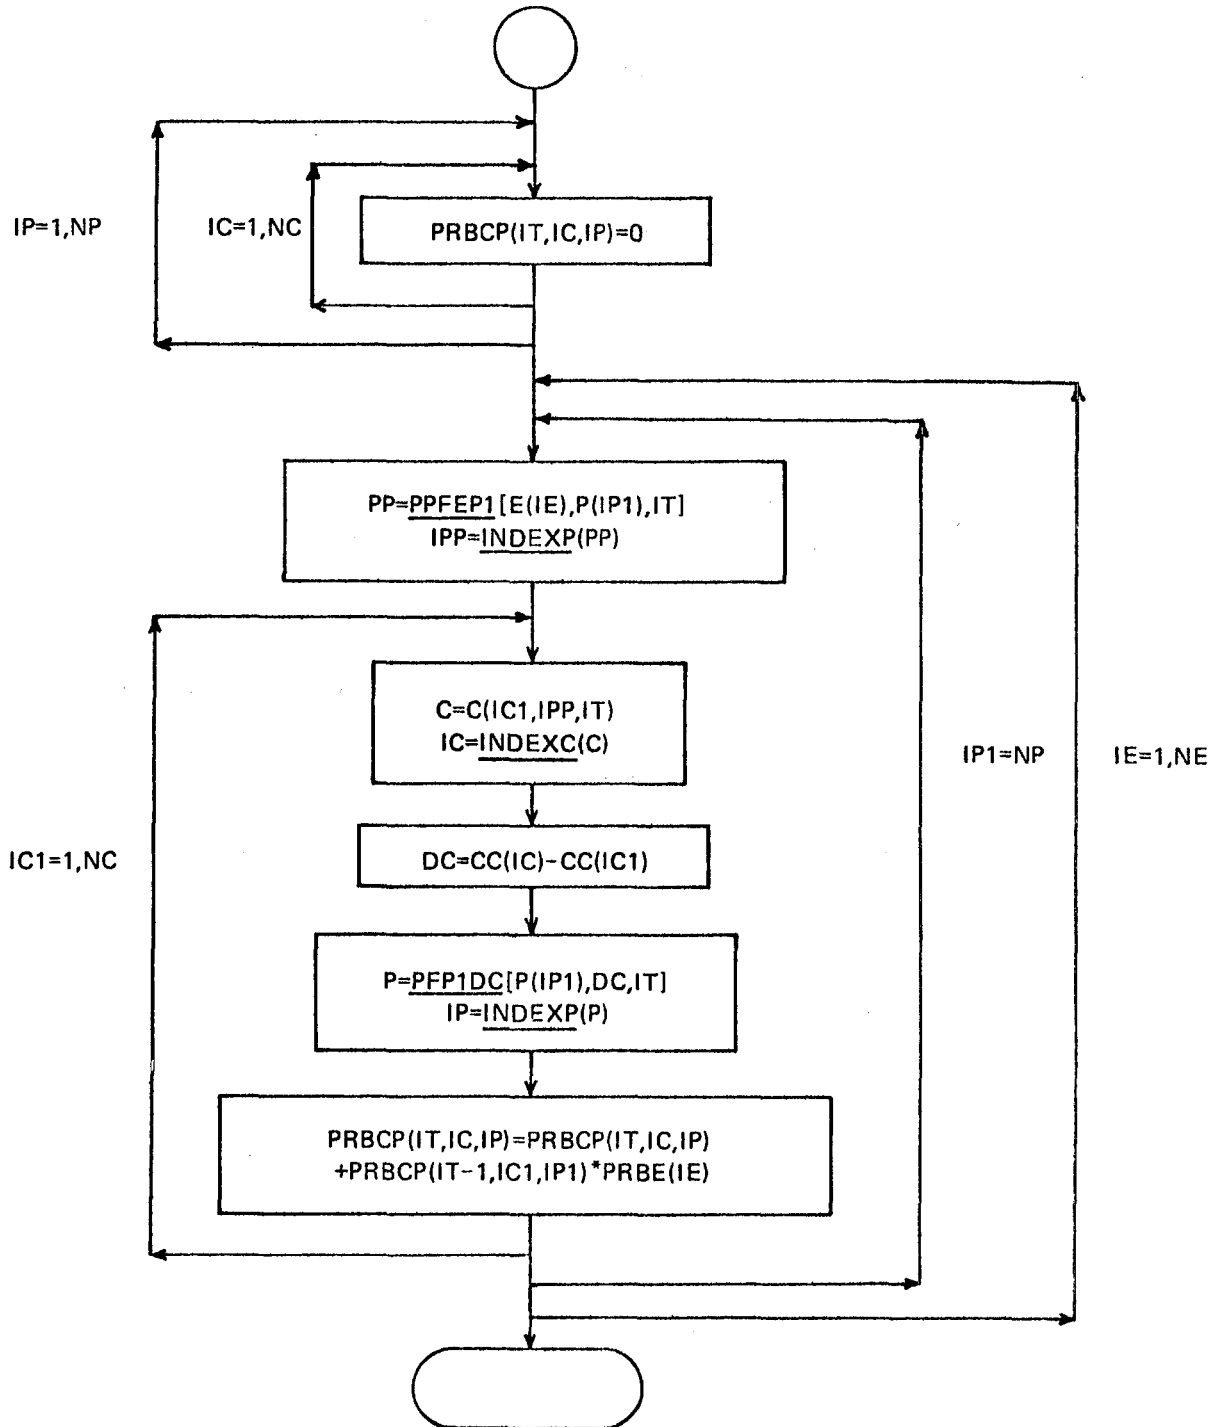 IP=1,NP
IC=1,NC
PRBCP(IT,IC,IP)=0
PP=PPFEP1[E(IE),P(IP1),IT]
IPP=INDEXP(PP)
C=C(IC1,IPP,IT)
IC=INDEXC(C)
IP1=NP
IE=1,NE
DC=CC(IC)-CC(IC1)
IC1=1,NC
P=PFP1DC[P(IP1),DC,IT]
IP=INDEXP(P)
PRBCP(IT,IC,IP)=PRBCP(IT,IC,IP)
+PRBCP(IT-1,IC1,IP1)*PRBE(IE)